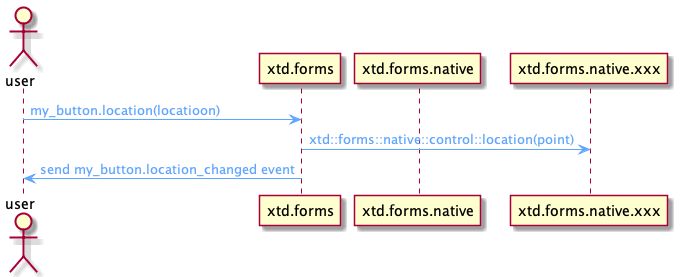 user
xtd.forms
xtd.forms.native
xtd.forms.native.xxx
my_button.location(locatioon)
xtd::forms::native::control::location(point)
send my_button.location_changed event
user
xtd.forms
xtd.forms.native
xtd.forms.native.xxx